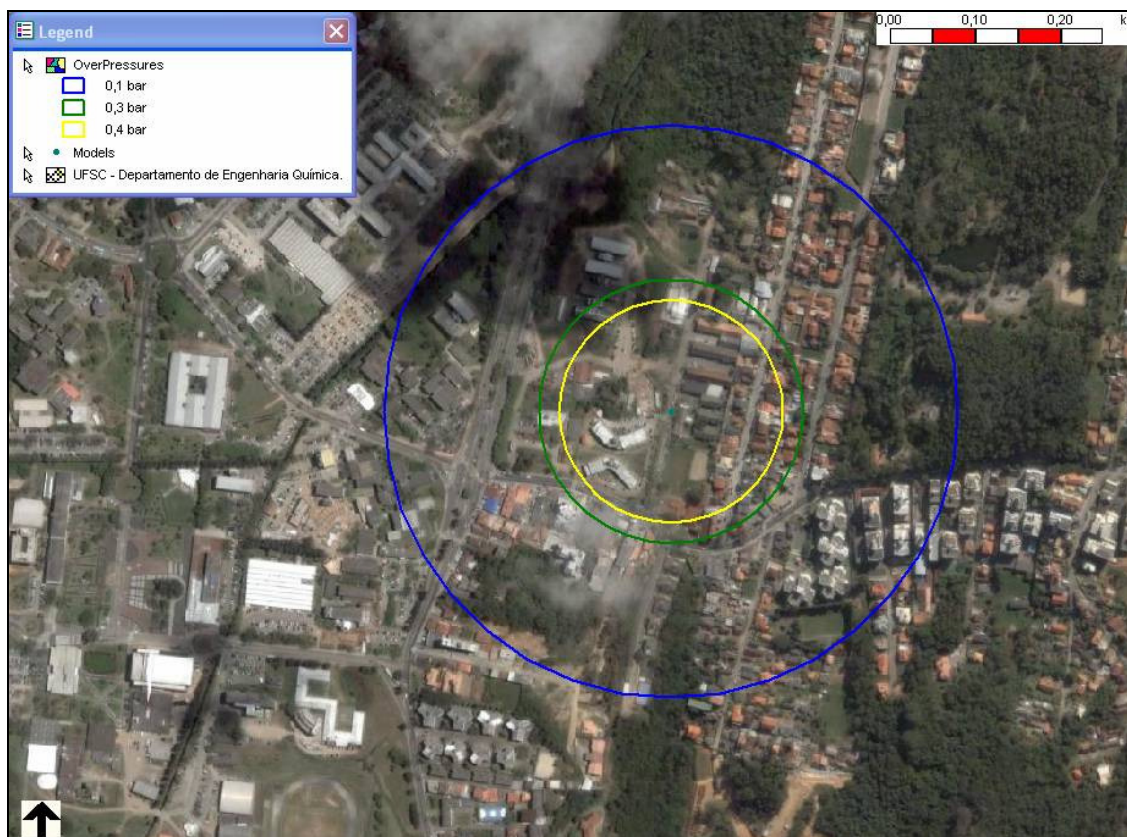 Legend
OverPressures
0,1 bar
0,3 bar
0,4 bar
Models
UFSC - Departamento de Engenharia Química.
0,00 0,10 0,20 k